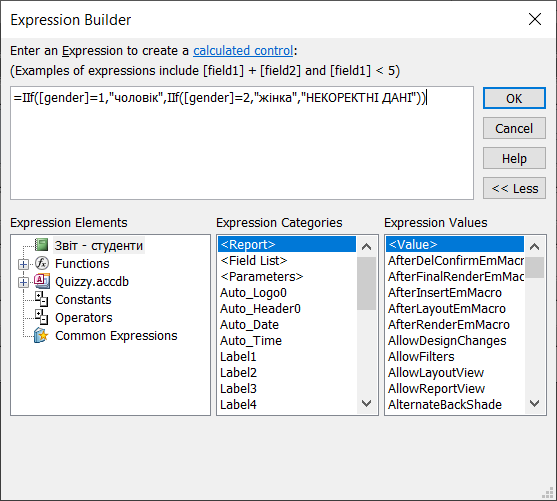 Expression Builder
Enter an Expression to create a calculated control:
(Examples of expressions include [field1] + [field2] and [field1] < 5)
=IIf([gender]=1,"чоловік",IIf([gender]=2,"жінка","НЕКОРЕКТНІ ДАНІ"))
OK
Cancel
Help
<< Less
Expression Elements
Звіт - студенти
Functions
Quizzy.accdb
Constants
Operators
Common Expressions
Expression Categories
<Report>
<Field List>
<Parameters>
Auto_Logo0
Auto_Header0
Auto_Date
Auto_Time
Label1
Label2
Label3
Label4
Expression Values
<Value>
AfterDelConfirmEmMacr
AfterFinalRenderEmMac
AfterInsertEmMacro
AfterLayoutEmMacro
AfterRenderEmMacro
AllowDesignChanges
AllowFilters
AllowLayoutView
AllowReportView
AlternateBackShade